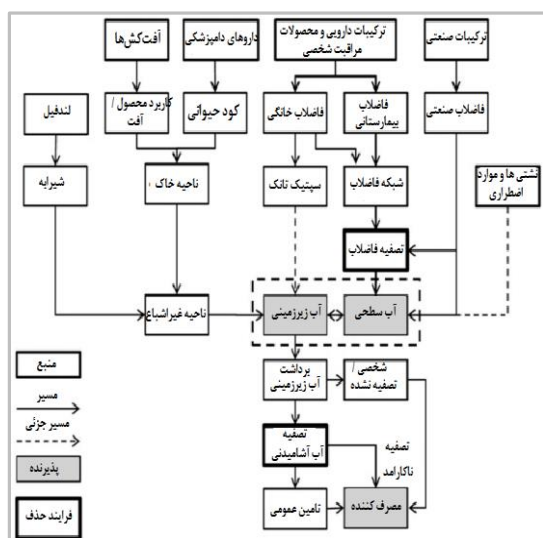 آفت‌کش‌ها
داروهای دامپزشکی
ترکیبات دارویی و محصولات
مراقبت شخصی
ترکیبات صنعتی
لندفیل
کاربرد محصول /
آفت
کود حیوانی
فاضلاب خانگی
فاضلاب
بیمارستانی
فاضلاب صنعتی
شیرابه
ناحیه خاک
سپتیک تانک
شبکه فاضلاب
نشتی ها و موارد
اضطراری
تصفیه فاضلاب
ناحیه غیراشباع
آب زیرزمینی
آب سطحی
منبع
مسیر
مسیر جزئی
پذیرنده
فرایند حذف
برداشت
آب زیرزمینی
شخصی /
تصفیه نشده
تصفیه
آب آشامیدنی
تصفیه
ناکارامد
تامین عمومی
مصرف کننده